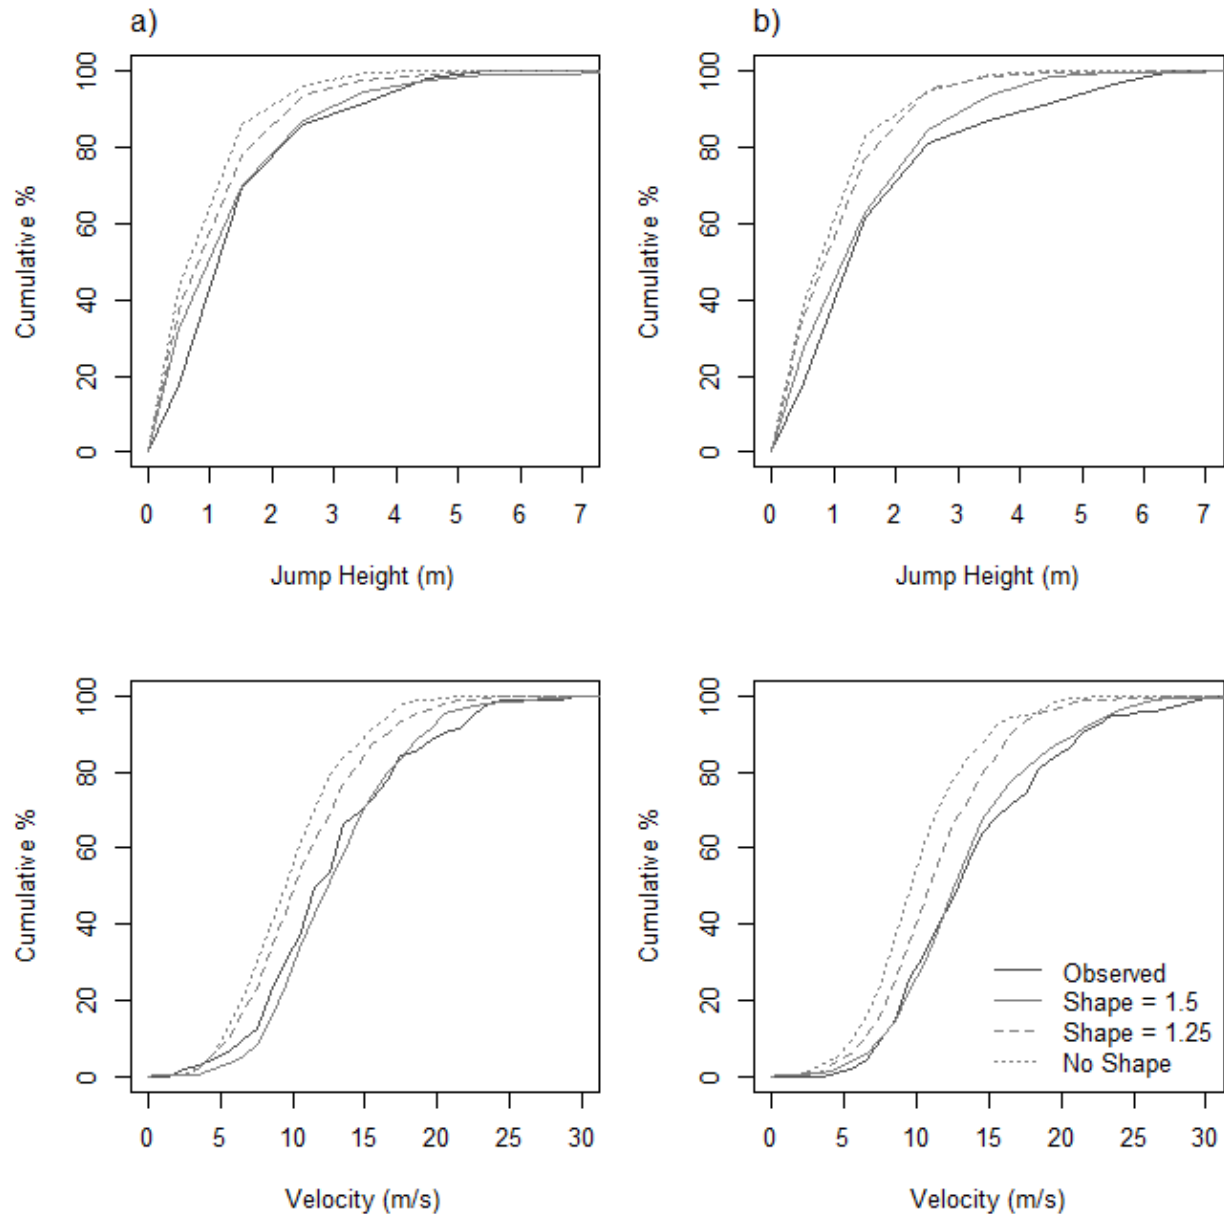 a)
b)
Cumulative %
100
80
60
40
20
0
0 1 2 3 4 5 6 7
Jump Height (m)
Cumulative %
100
80
60
40
20
0
0 1 2 3 4 5 6 7
Jump Height (m)
Cumulative %
100
80
60
40
20
0
0 5 10 15 20 25 30
Velocity (m/s)
Cumulative %
100
80
60
40
20
0
Observed
Shape = 1.5
Shape = 1.25
No Shape
0 5 10 15 20 25 30
Velocity (m/s)